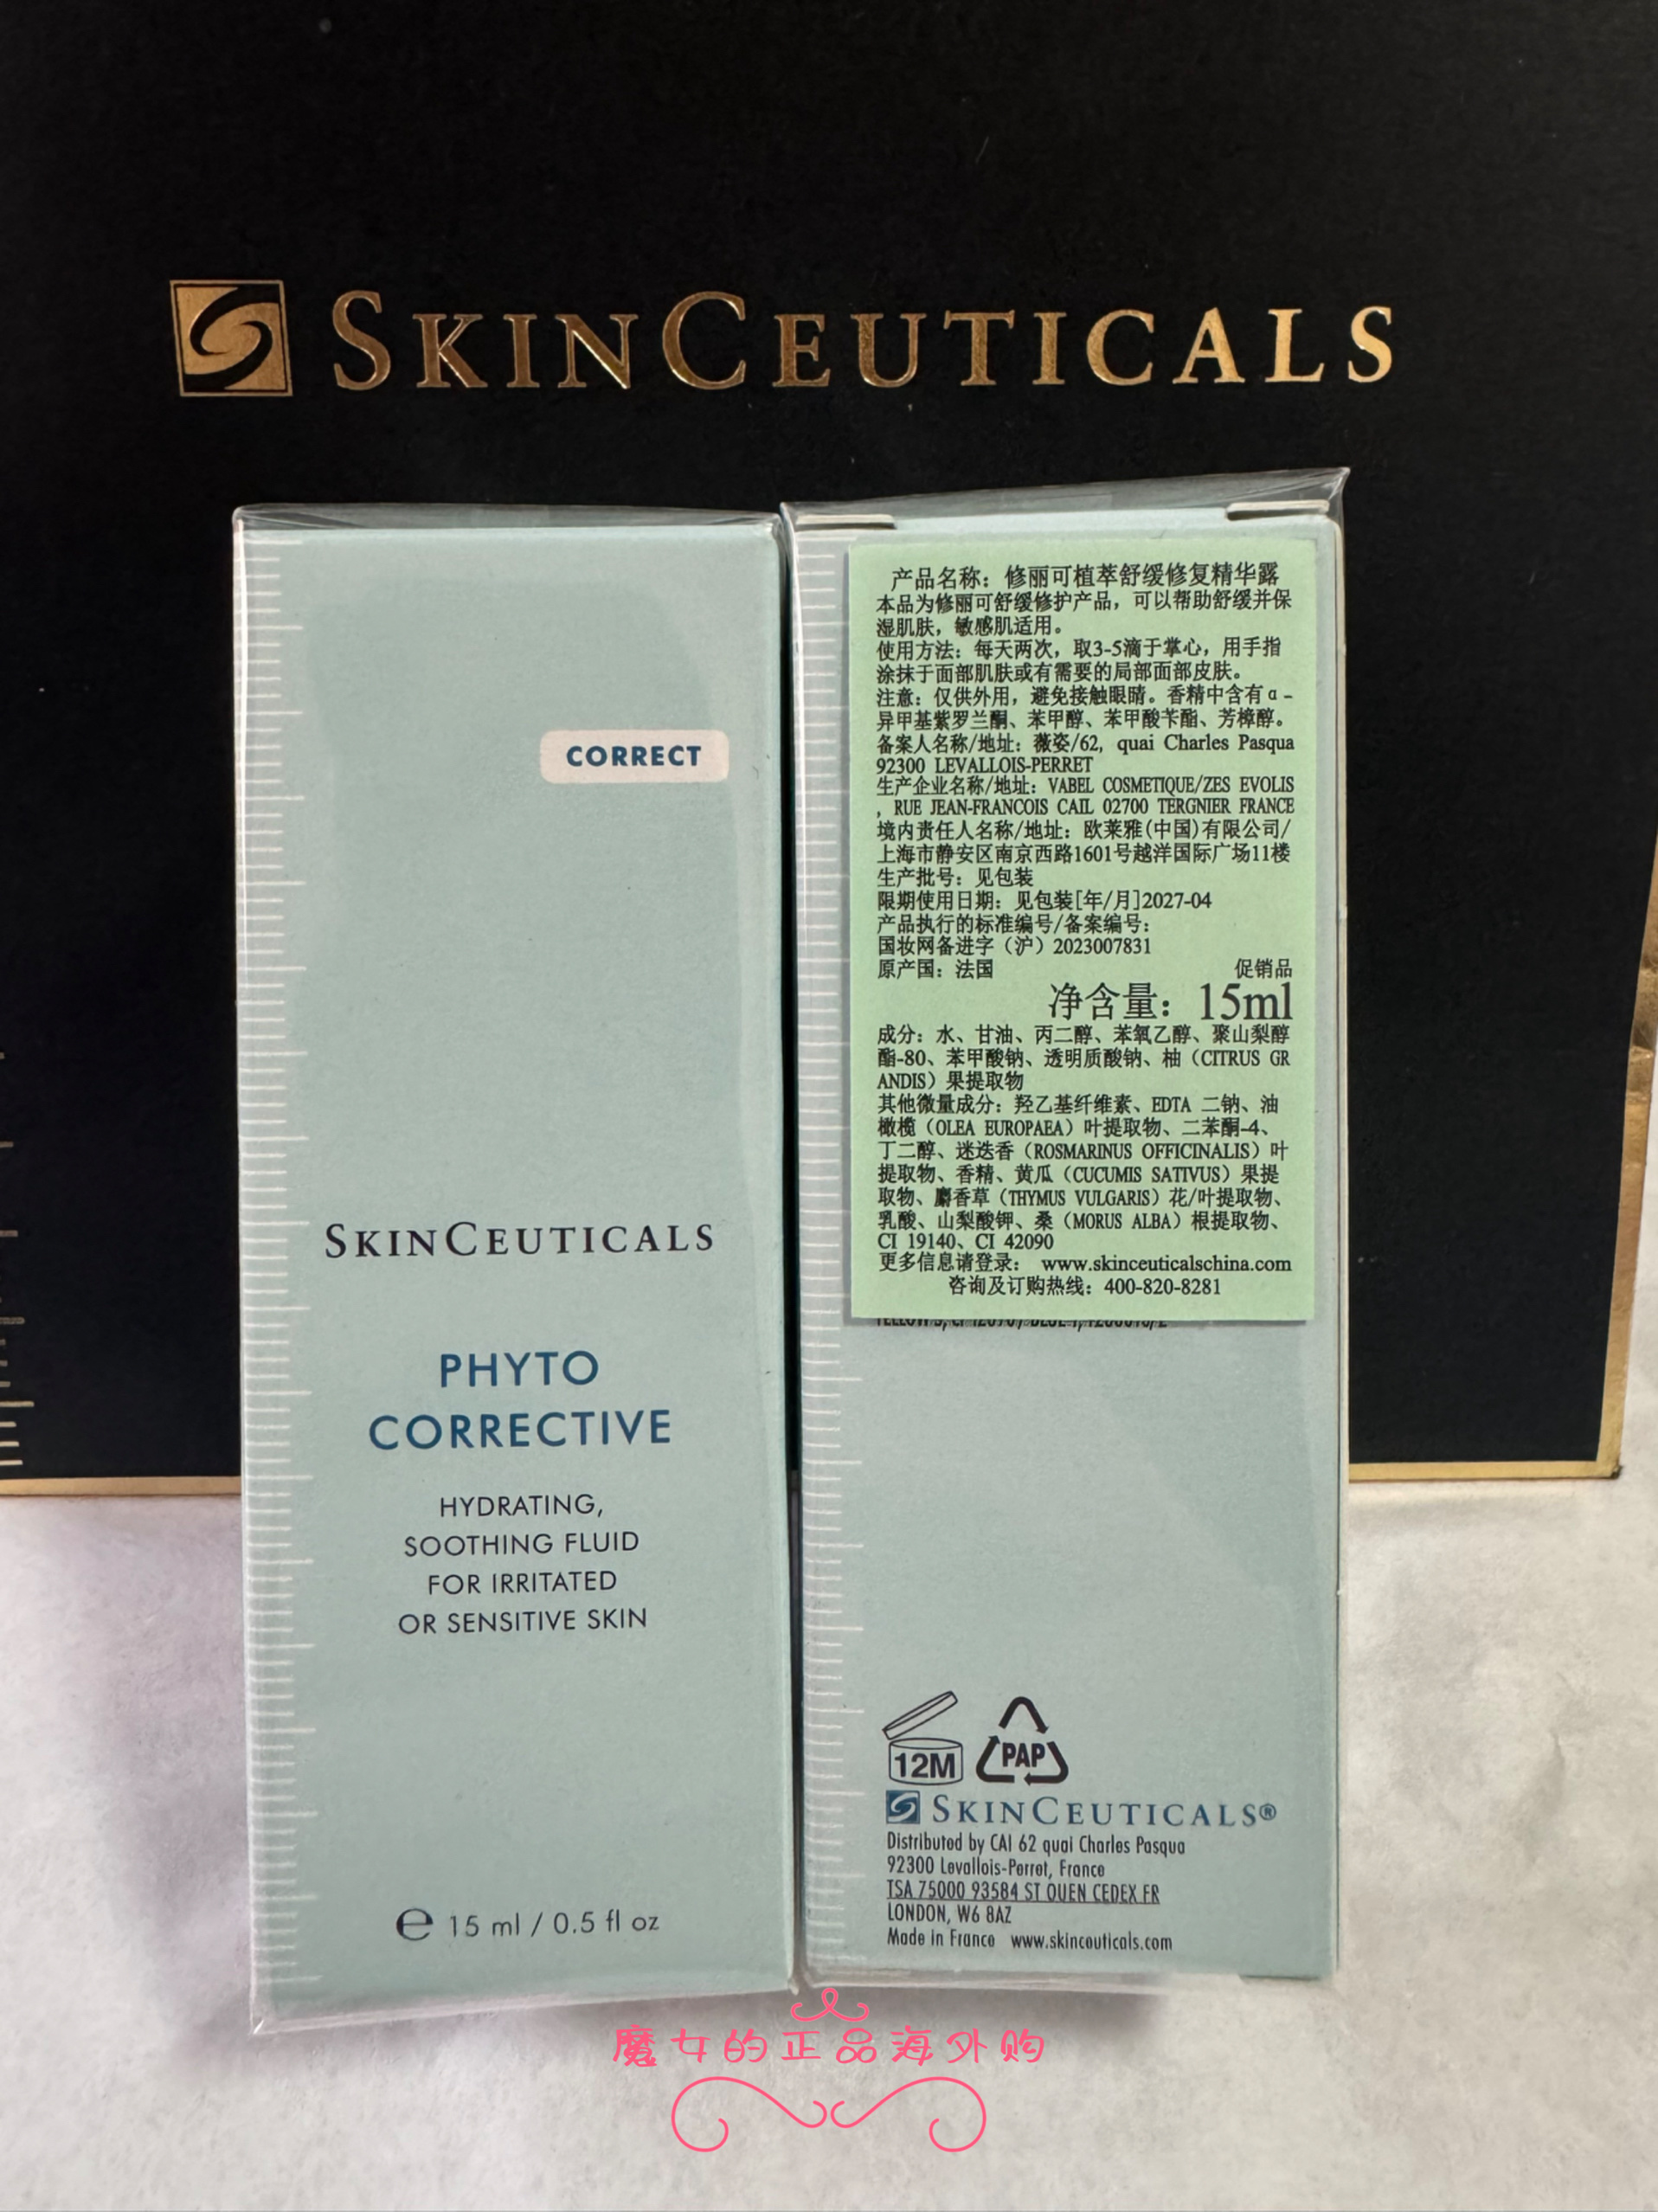 SKINCEUTICALS
CORRECT
SKINCEUTICALS
PHYTO
CORRECTIVE
HYDRATING,
SOOTHING FLUID
FOR IRRITATED
OR SENSITIVE SKIN
e 15 ml / 0.5 fl oz
产品名称：修丽可植萃舒缓修复精华露
本品为修丽可舒缓修护产品，可以帮助舒缓并保
湿肌肤，敏感肌适用。
使用方法：每天两次，取3-5滴于掌心，用手指
涂抹于面部肌肤或有需要的局部面部皮肤。
注意：仅供外用，避免接触眼睛。香精中含有α-
异甲基紫罗兰酮、苯甲醇、苯甲酸苄酯、芳樟醇。
备案人名称/地址：薇姿/62, quai Charles Pasqua
92300 LEVALLOIS-PERRET
生产企业名称/地址：VABEL COSMETIQUE/ZES EVOLIS
, RUE JEAN-FRANCOIS CAIL 02700 TERGNIER FRANCE
境内责任人名称/地址：欧莱雅(中国)有限公司/
上海市静安区南京西路1601号越洋国际广场11楼
生产批号：见包装
限期使用日期：见包装[年/月]2027-04
产品执行的标准编号/备案编号：
国妆网备进字（沪）2023007831
原产国：法国 促销品
净含量：15ml
成分：水、甘油、丙二醇、苯氧乙醇、聚山梨醇
酯-80、苯甲酸钠、透明质酸钠、柚（CITRUS GR
ANDIS）果提取物
其他微量成分：羟乙基纤维素、EDTA 二钠、油
橄榄（OLEA EUROPAEA）叶提取物、二苯酮-4、
丁二醇、迷迭香（ROSMARINUS OFFICINALIS）叶
提取物、香精、黄瓜（CUCUMIS SATIVUS）果提
取物、麝香草（THYMUS VULGARIS）花/叶提取物、
乳酸、山梨酸钾、桑（MORUS ALBA）根提取物、
CI 19140、CI 42090
更多信息请登录： www.skinceuticalschina.com
咨询及订购热线：400-820-8281
12M
PAP
SKINCEUTICALS®
Distributed by CAI 62 quai Charles Pasqua
92300 Levallois-Perret, France
TSA 75000 93584 ST OUEN CEDEX FR
LONDON, W6 8AZ
Made in France www.skinceuticals.com
魔女的正品海外购